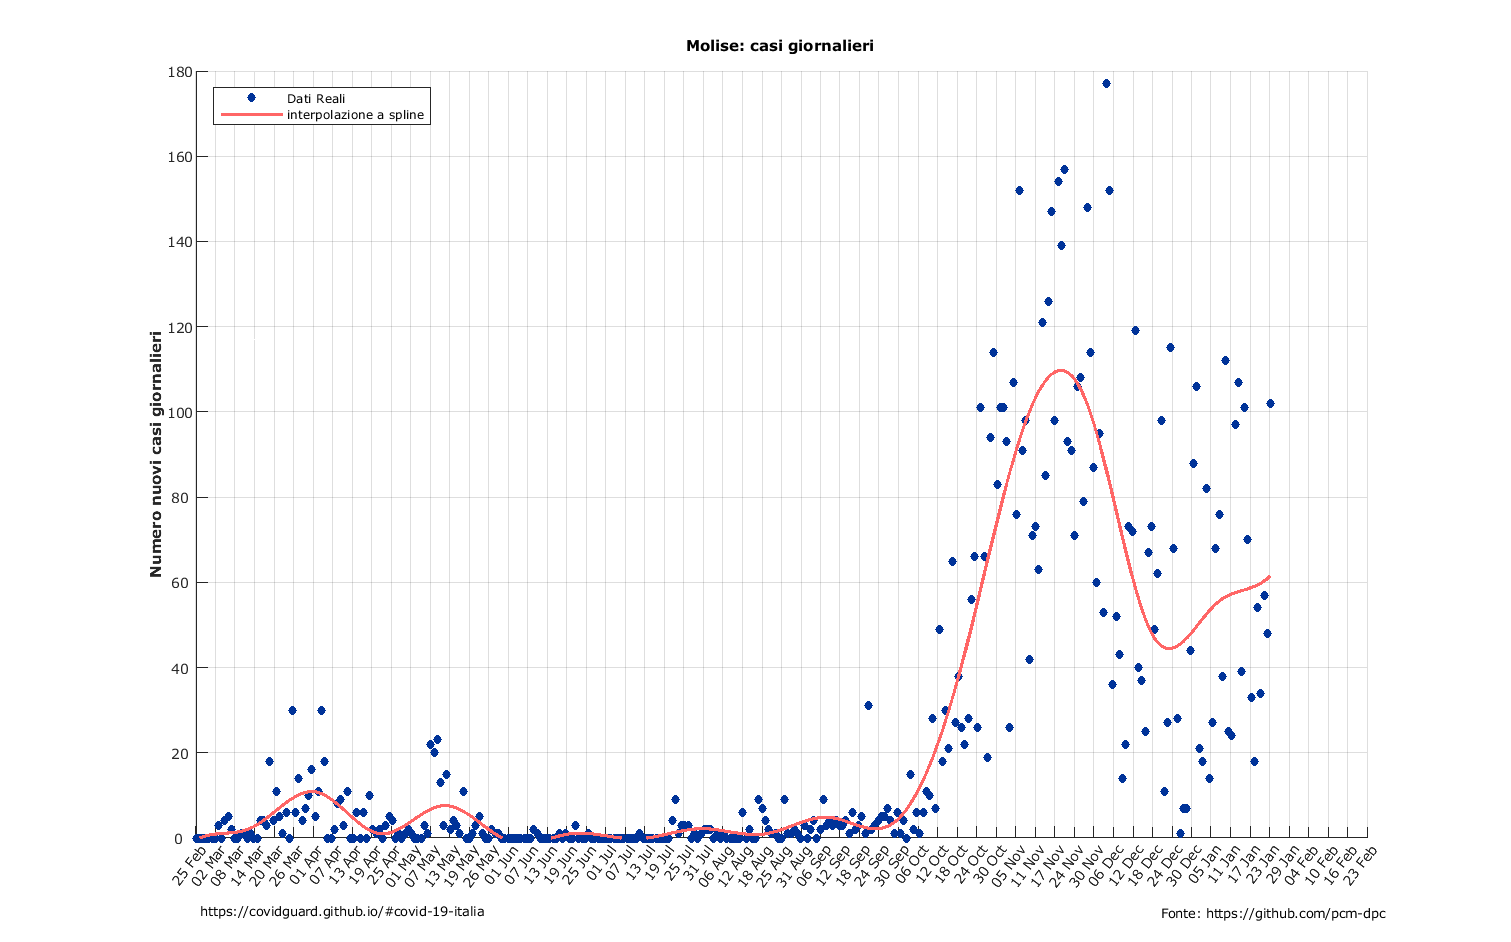 Molise: casi giornalieri
Dati Reali
interpolazione a spline
Numero nuovi casi giornalieri
180
160
140
120
100
80
60
40
20
0
25 Feb
02 Mar
08 Mar
14 Mar
20 Mar
26 Mar
01 Apr
07 Apr
13 Apr
19 Apr
25 Apr
01 May
07 May
13 May
19 May
26 May
01 Jun
07 Jun
13 Jun
19 Jun
25 Jun
01 Jul
07 Jul
13 Jul
19 Jul
25 Jul
31 Jul
06 Aug
12 Aug
18 Aug
25 Aug
31 Aug
06 Sep
12 Sep
18 Sep
24 Sep
30 Sep
06 Oct
12 Oct
18 Oct
24 Oct
30 Oct
05 Nov
11 Nov
17 Nov
24 Nov
30 Nov
06 Dec
12 Dec
18 Dec
24 Dec
30 Dec
05 Jan
11 Jan
17 Jan
23 Jan
29 Jan
04 Feb
10 Feb
16 Feb
23 Feb
https://covidguard.github.io/#covid-19-italia
Fonte: https://github.com/pcm-dpc